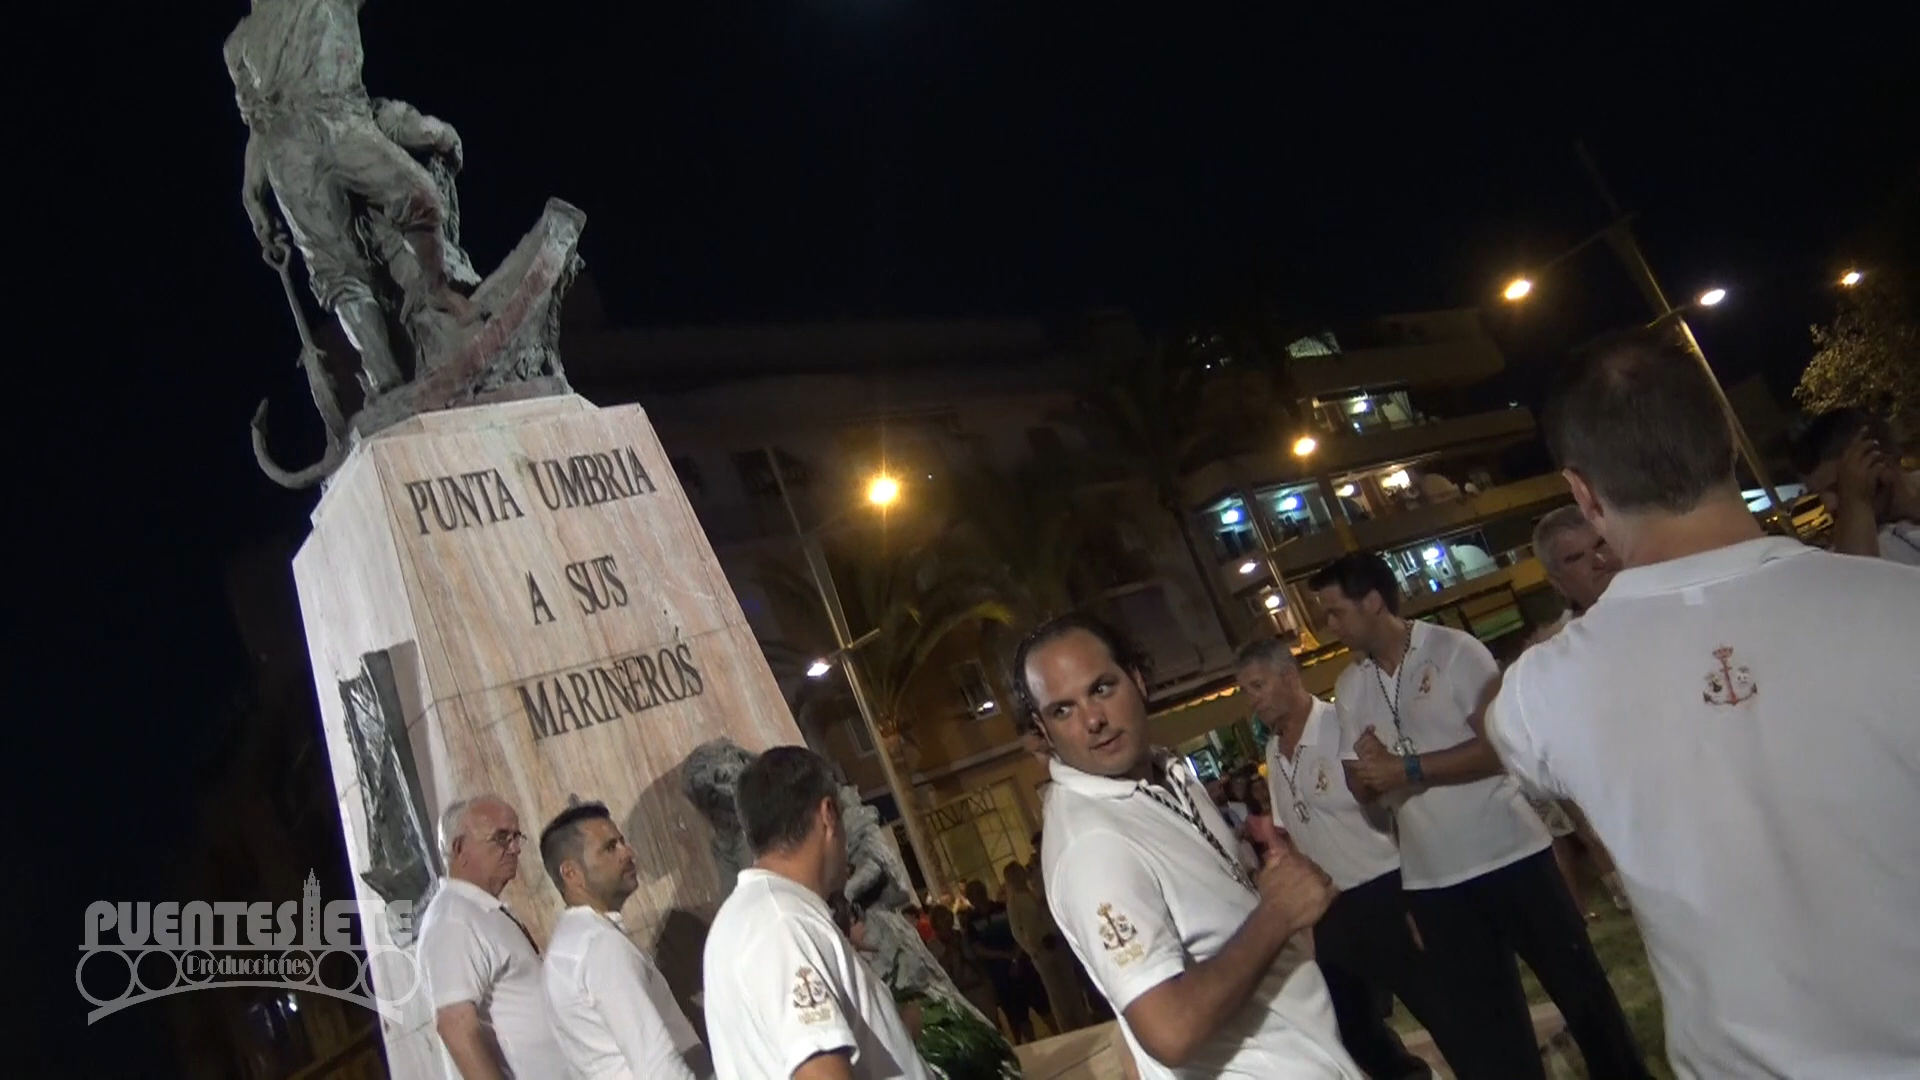 PUNTA UMBRIA
A SUS
MARINEROS
PUENTESIETE
Producciones